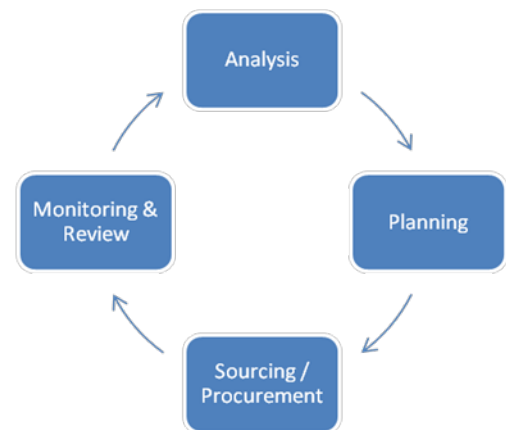 Analysis
Planning
Sourcing /
Procurement
Monitoring &
Review